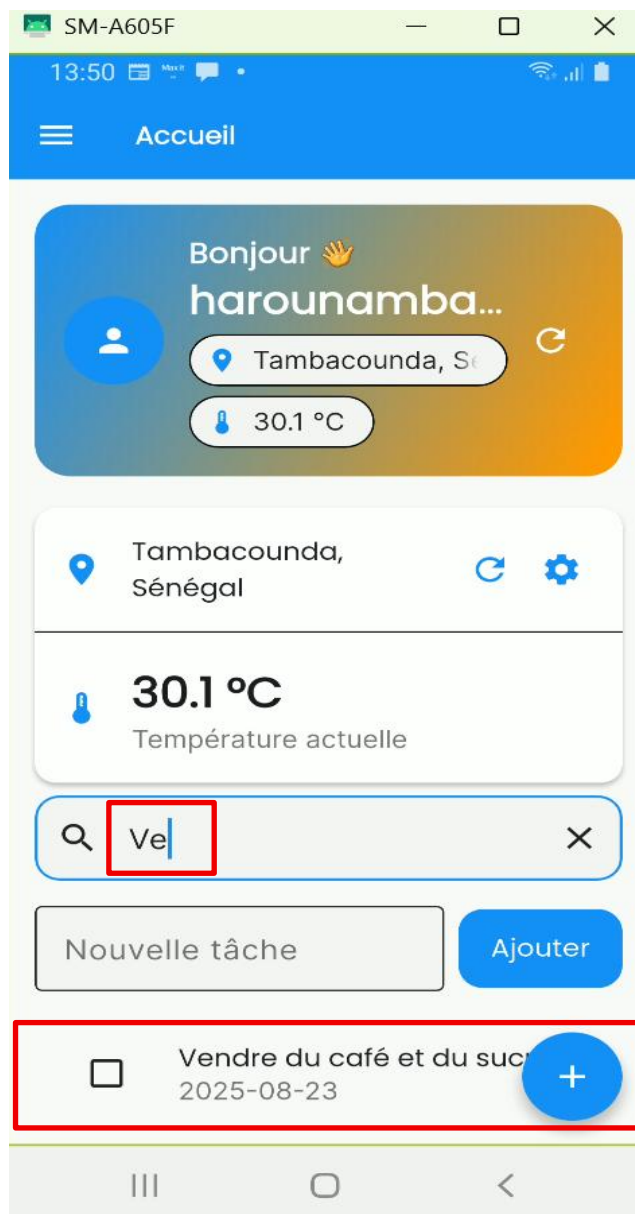 SM-A605F
13:50
Accueil
Bonjour 👋
harounamba...
Tambacounda, Sé
30.1 °C
Tambacounda,
Sénégal
30.1 °C
Température actuelle
Ve
Nouvelle tâche
Ajouter
Vendre du café et du suc
2025-08-23
+